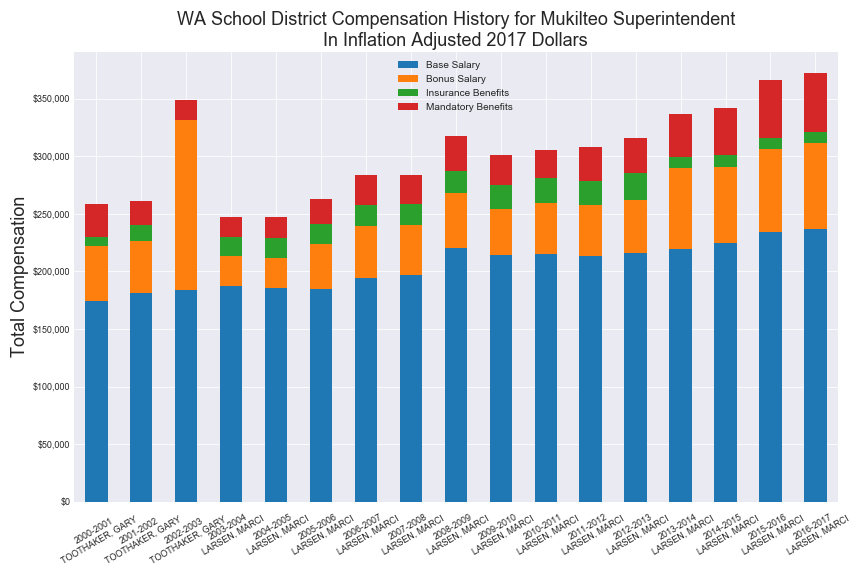 WA School District Compensation History for Mukilteo Superintendent
In Inflation Adjusted 2017 Dollars
Base Salary
Bonus Salary
Insurance Benefits
Mandatory Benefits
Total Compensation
$350,000
$300,000
$250,000
$200,000
$150,000
$100,000
$50,000
$0
2000-2001
TOOTHAKER, GARY
2001-2002
TOOTHAKER, GARY
2002-2003
TOOTHAKER, GARY
2003-2004
LARSEN, MARCI
2004-2005
LARSEN, MARCI
2005-2006
LARSEN, MARCI
2006-2007
LARSEN, MARCI
2007-2008
LARSEN, MARCI
2008-2009
LARSEN, MARCI
2009-2010
LARSEN, MARCI
2010-2011
LARSEN, MARCI
2011-2012
LARSEN, MARCI
2012-2013
LARSEN, MARCI
2013-2014
LARSEN, MARCI
2014-2015
LARSEN, MARCI
2015-2016
LARSEN, MARCI
2016-2017
LARSEN, MARCI